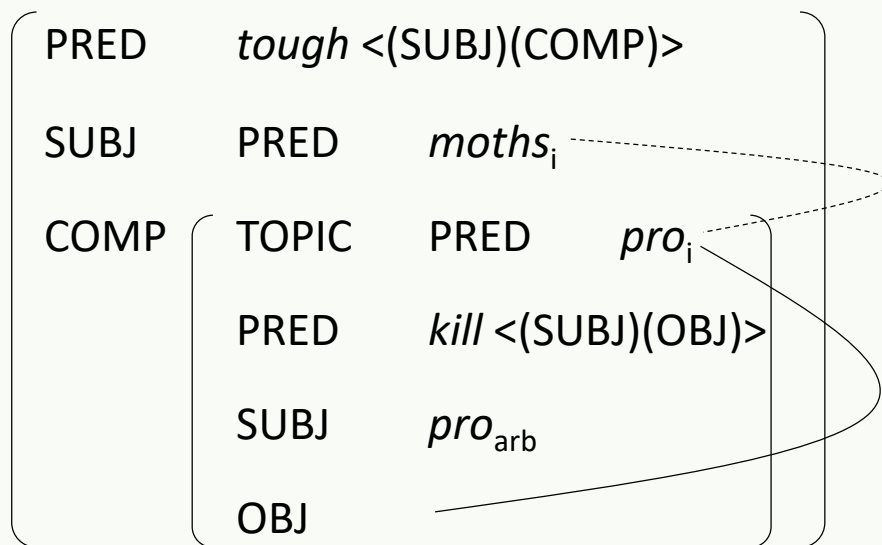 PRED tough <(SUBJ)(COMP)>
SUBJ PRED moths_i
COMP TOPIC PRED pro_i
PRED kill <(SUBJ)(OBJ)>
SUBJ pro_arb
OBJ